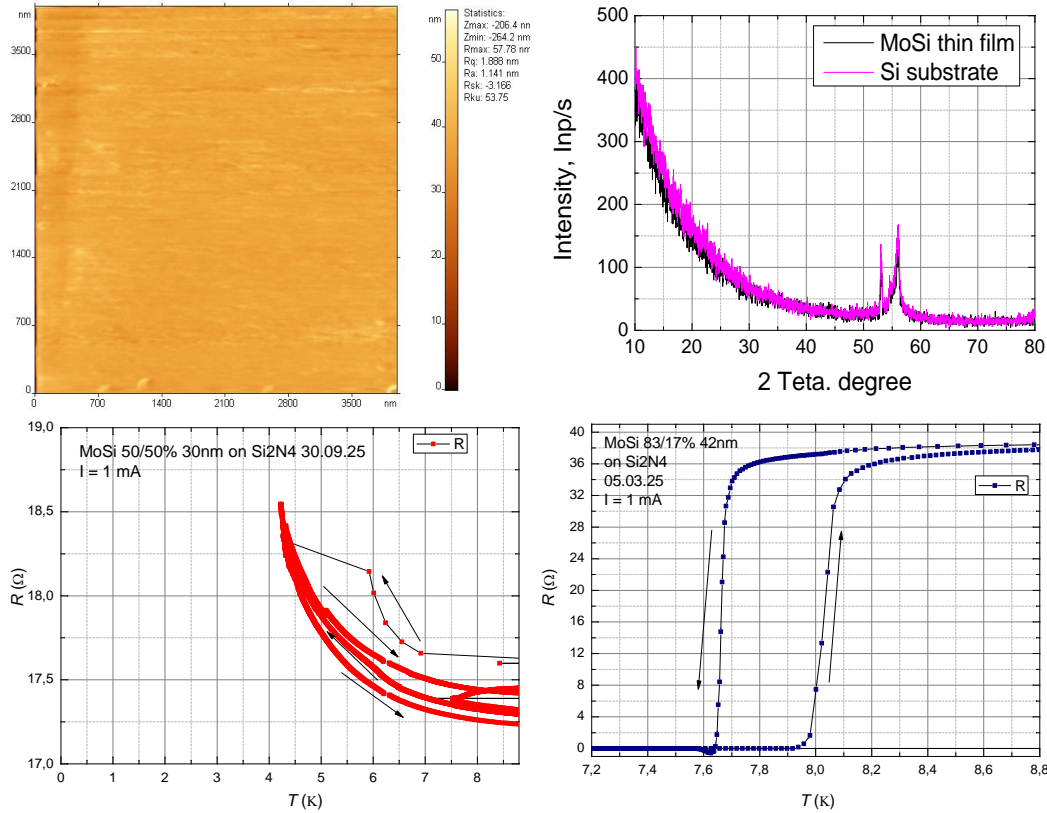 nm
3500
2800
2100
1400
700
0
0
700
1400
2100
2800
3500
nm
nm
50
40
30
20
10
0
Statistics:
Zmax: -206.4 nm
Zmin: -264.2 nm
Rmax: 57.78 nm
Rq: 1.888 nm
Ra: 1.141 nm
Rsk: -3.166
Rku: 53.75
500
450
400
350
300
200
100
50
0
Intensity, Inp/s
MoSi thin film
Si substrate
10
20
30
40
50
60
70
80
2 Teta. degree
19,0
18,5
18,0
17,5
17,0
R (Ω)
MoSi 50/50% 30nm on Si2N4 30.09.25
I = 1 mA
R
0
1
2
3
4
5
6
7
8
T (K)
40
36
32
28
24
20
16
12
8
4
0
R (Ω)
MoSi 83/17% 42nm
on Si2N4
05.03.25
I = 1 mA
R
7,2
7,4
7,6
7,8
8,0
8,2
8,4
8,6
8,8
T (K)